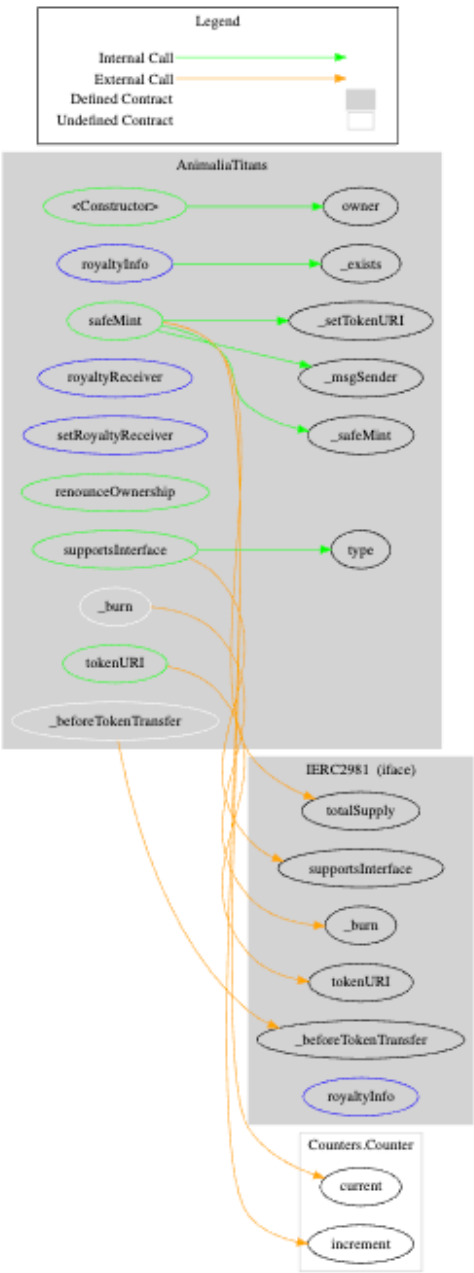 Legend
Internal Call
External Call
Defined Contract
Undefined Contract
AnimaliaTitans
<Constructor> owner
royaltyInfo _exists
safeMint _setTokenURI
royaltyReceiver _msgSender
setRoyaltyReceiver _safeMint
renounceOwnership
supportsInterface type
_burn
tokenURI
_beforeTokenTransfer
IERC2981 (iface)
totalSupply
supportsInterface
_burn
tokenURI
_beforeTokenTransfer
royaltyInfo
Counters.Counter
current
increment